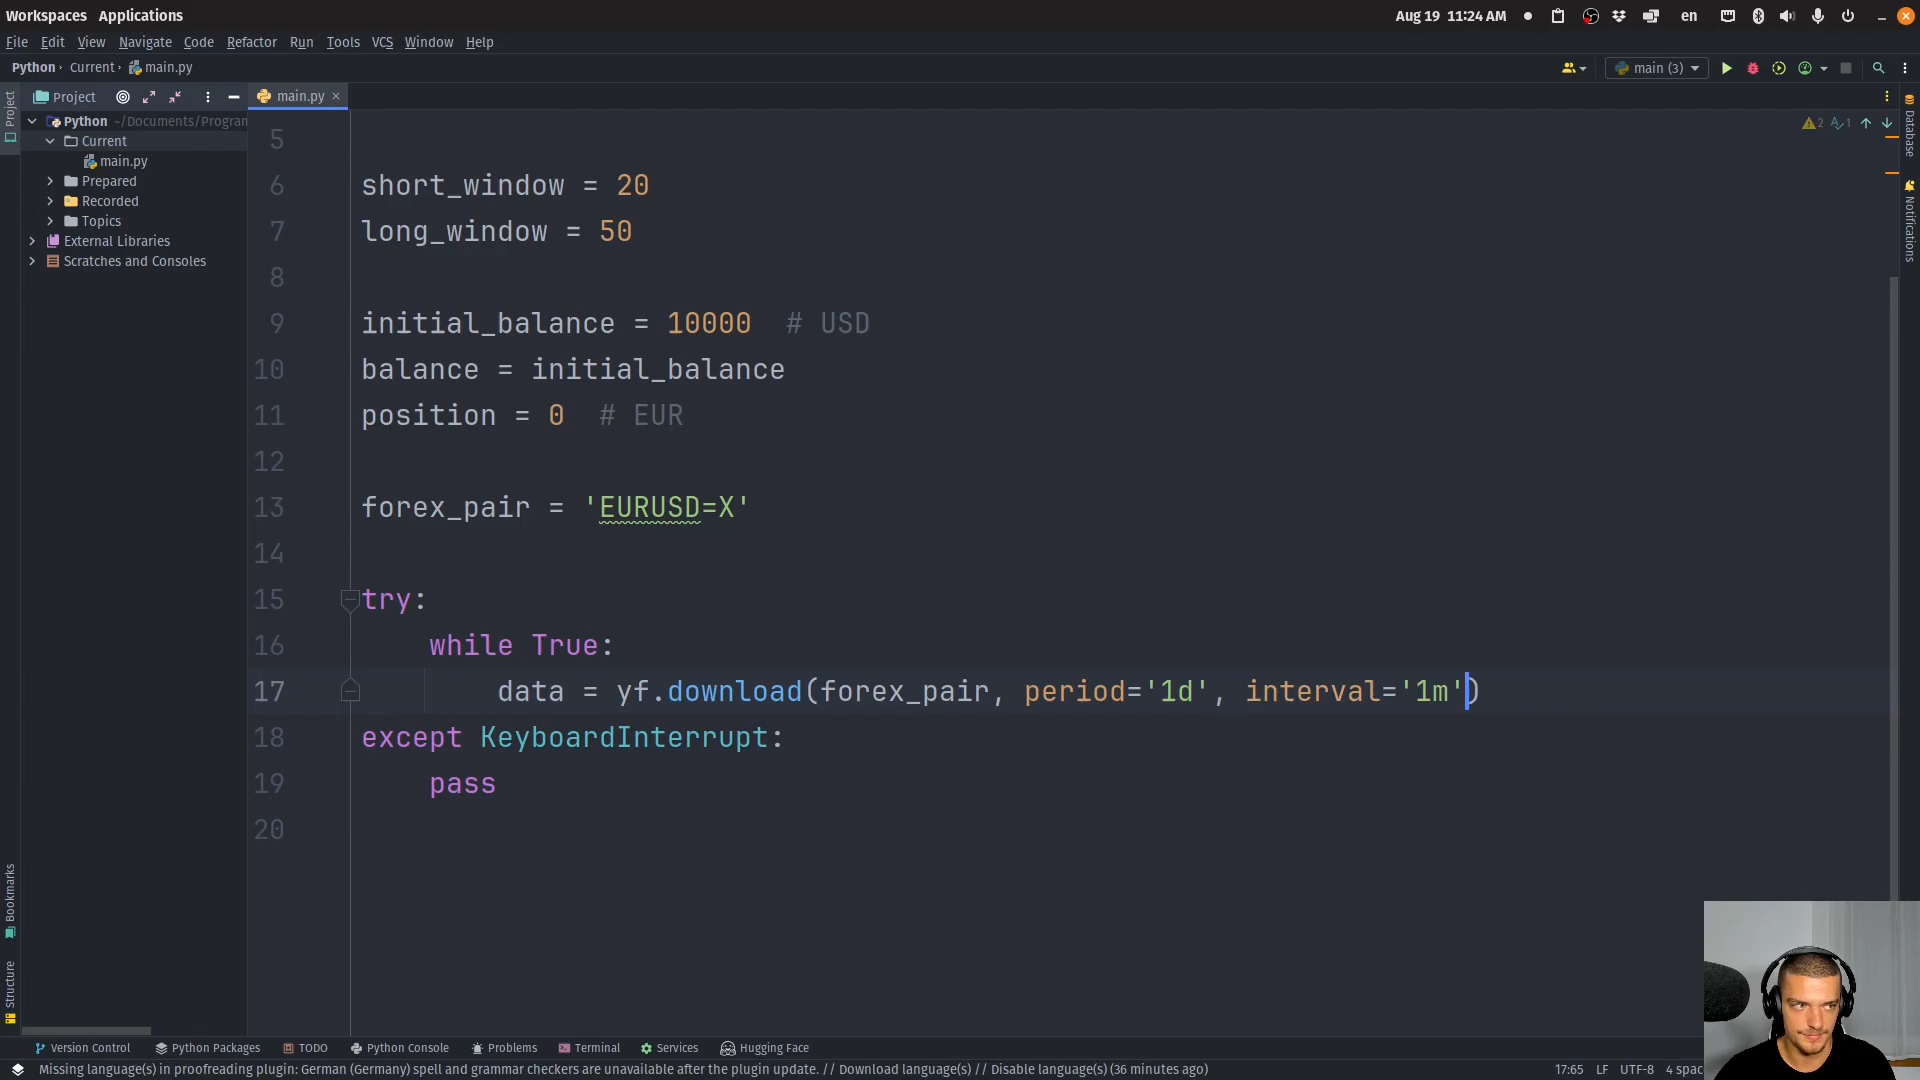 Workspaces Applications Aug 19 11:24 AM en
File Edit View Navigate Code Refactor Run Tools VCS Window Help
Python Current main.py main (3)
Project main.py
Python ~/Documents/Program
Current
main.py
Prepared
Recorded
Topics
External Libraries
Scratches and Consoles
Project
Bookmarks
Structure
2 1
Database
Notifications
5
6 short_window = 20
7 long_window = 50
8
9 initial_balance = 10000 # USD
10 balance = initial_balance
11 position = 0 # EUR
12
13 forex_pair = 'EURUSD=X'
14
15 try:
16 while True:
17 data = yf.download(forex_pair, period='1d', interval='1m')
18 except KeyboardInterrupt:
19 pass
20
Version Control Python Packages TODO Python Console Problems Terminal Services Hugging Face
Missing language(s) in proofreading plugin: German (Germany) spell and grammar checkers are unavailable after the plugin update. // Download language(s) // Disable language(s) (36 minutes ago) 17:65 LF UTF-8 4 spac